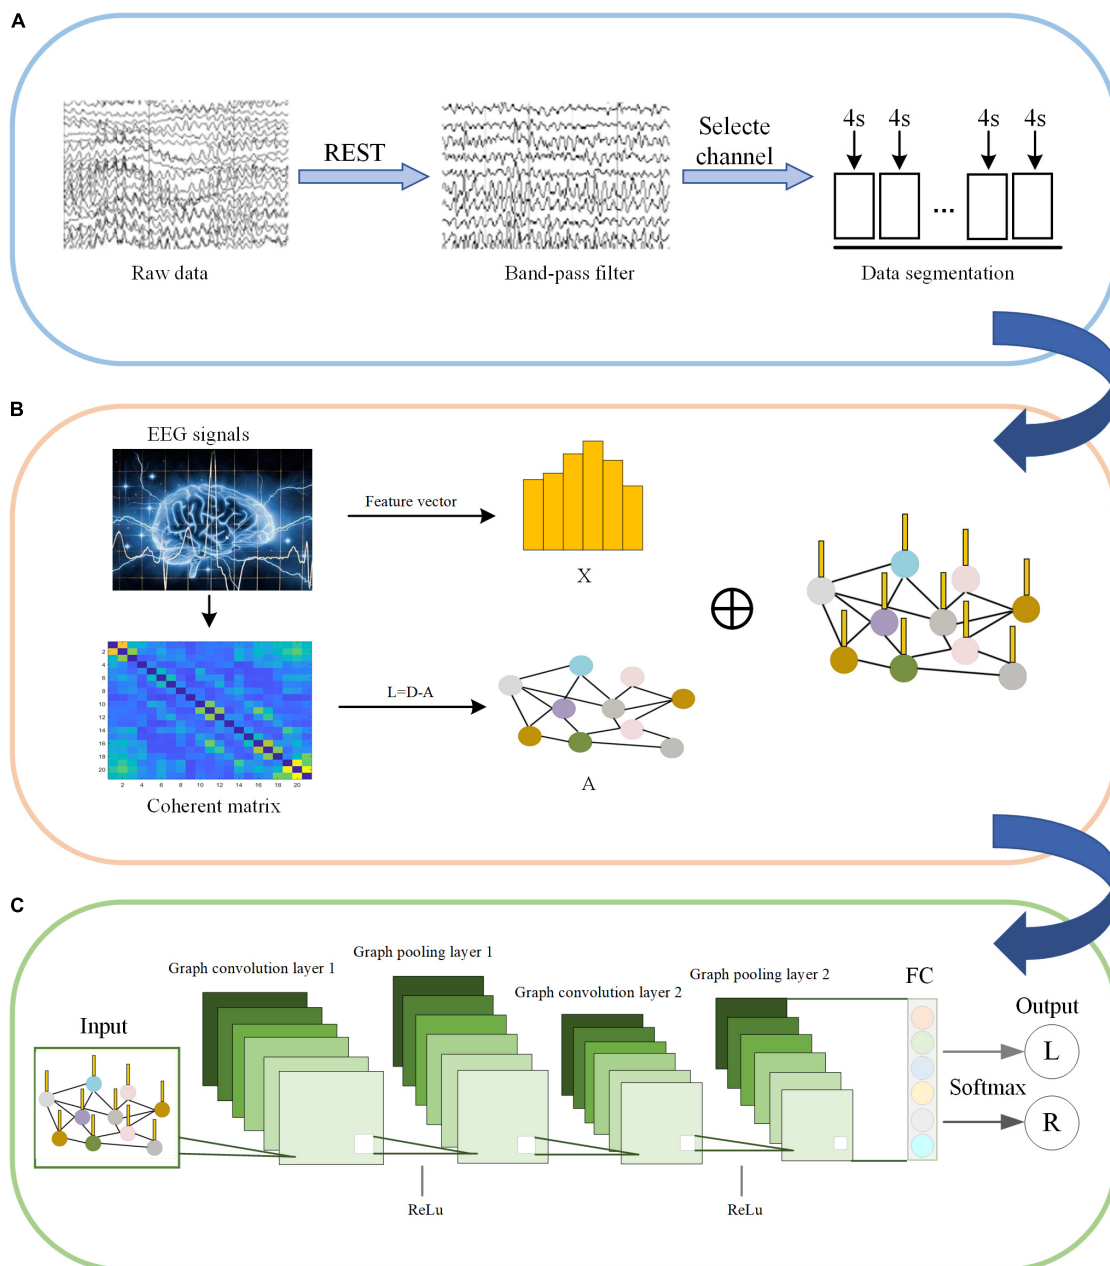 A
REST
Selecte
channel
4s 4s 4s 4s
...
Raw data
Band-pass filter
Data segmentation
B
EEG signals
Feature vector
X
2
4
6
8
10
12
14
16
18
20
2 4 6 8 10 12 14 16 18 20
L=D-A
A
Coherent matrix
C
Graph convolution layer 1
Graph pooling layer 1
Graph convolution layer 2
Graph pooling layer 2
FC
Input
Output
L
Softmax
R
ReLu
ReLu